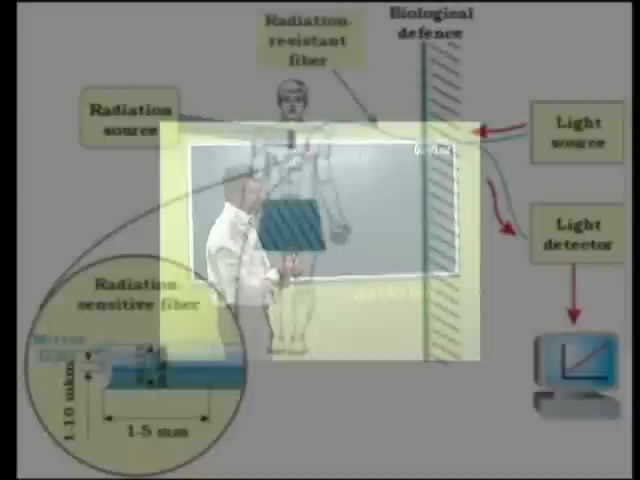 Radiation-
resistant
fiber
Biological
defence
Radiation
source
Light
source
Light
detector
Radiation-
sensitive fiber
Mirror
1-10 mkm
1-5 mm